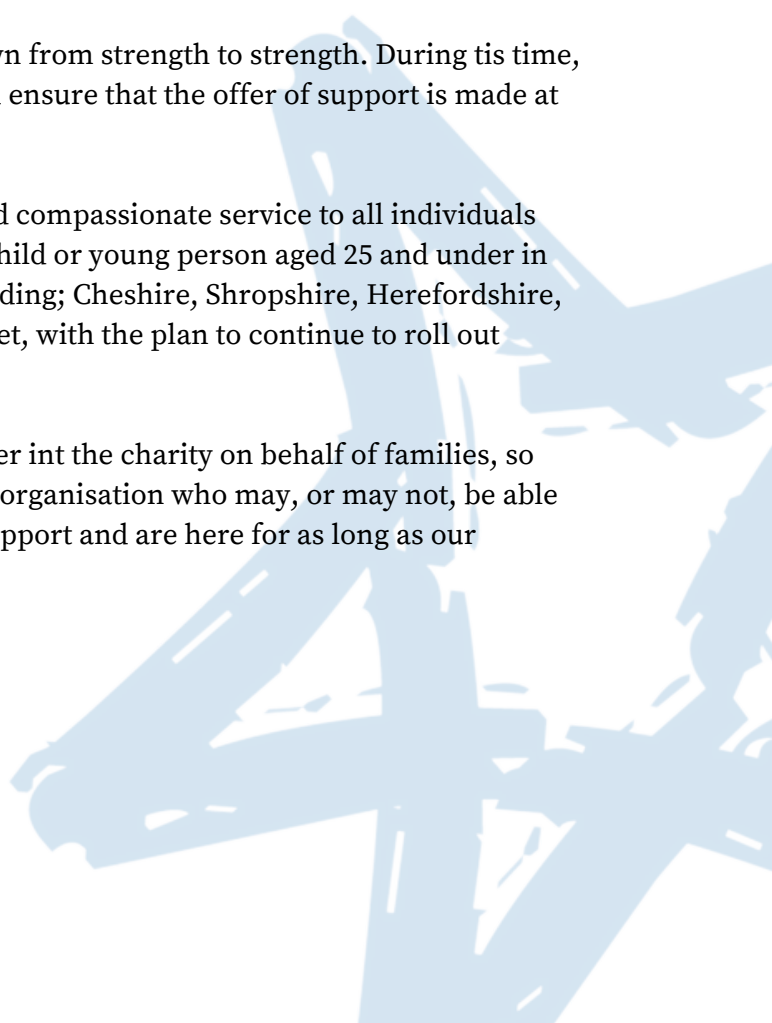 wn from strength to strength. During tis time,
ensure that the offer of support is made at
d compassionate service to all individuals
hild or young person aged 25 and under in
ding; Cheshire, Shropshire, Herefordshire,
et, with the plan to continue to roll out
er int the charity on behalf of families, so
organisation who may, or may not, be able
pport and are here for as long as our